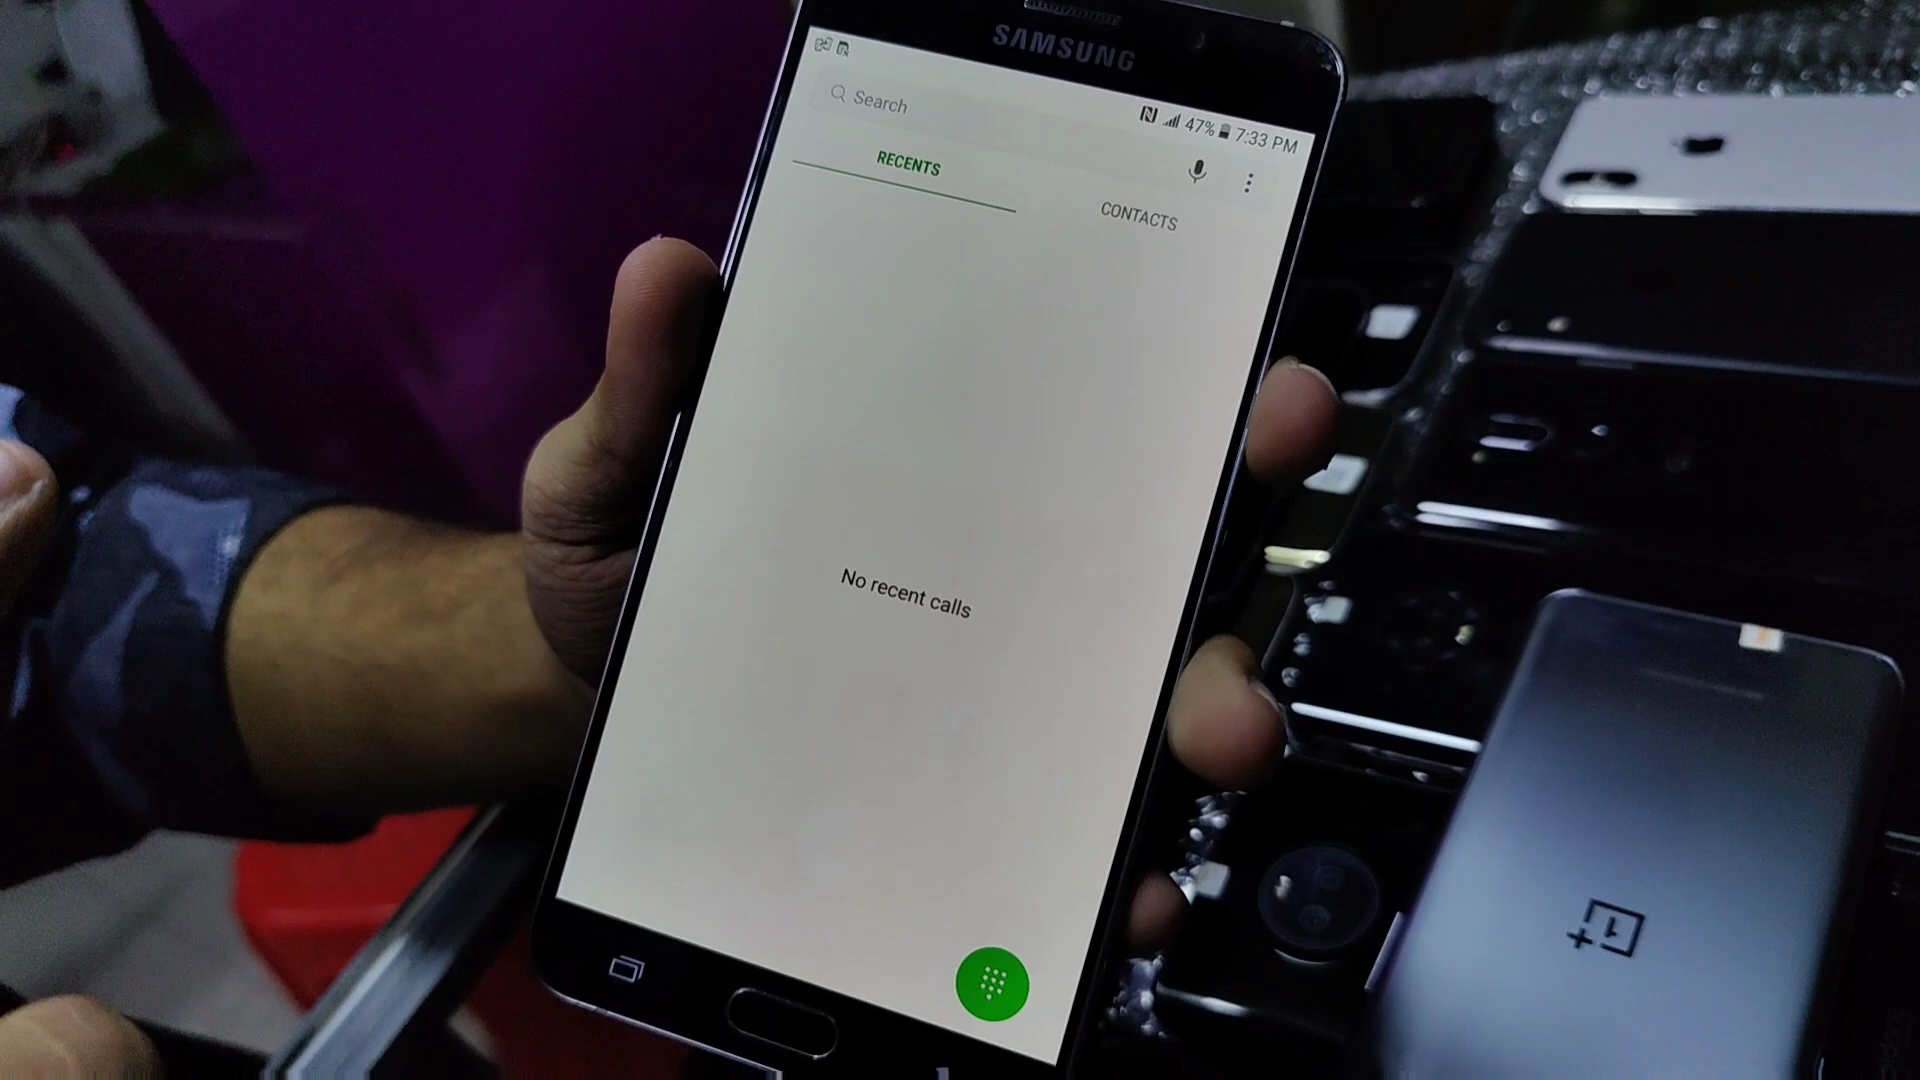 SAMSUNG
47% 7:33 PM
Search
RECENTS
CONTACTS
No recent calls